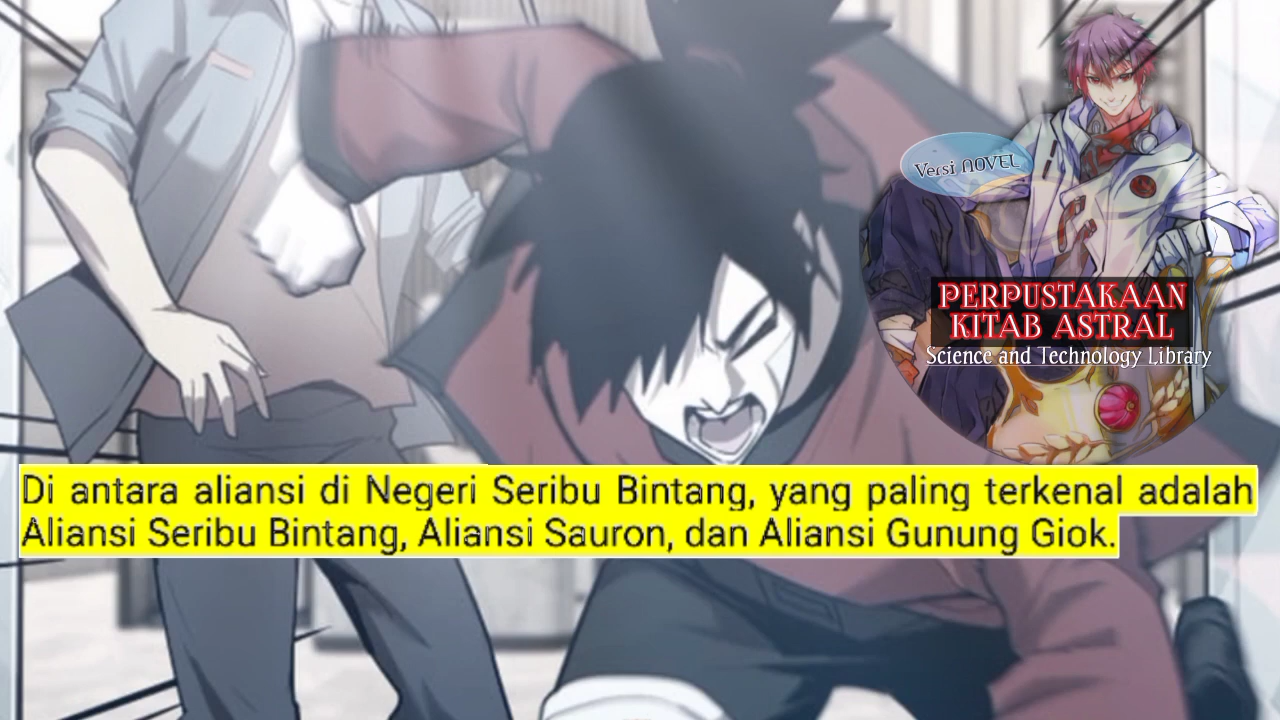 Versi NOVEL
PERPUSTAKAAN
KITAB ASTRAL
Science and Technology Library
Di antara aliansi di Negeri Seribu Bintang, yang paling terkenal adalah
Aliansi Seribu Bintang, Aliansi Sauron, dan Aliansi Gunung Giok.